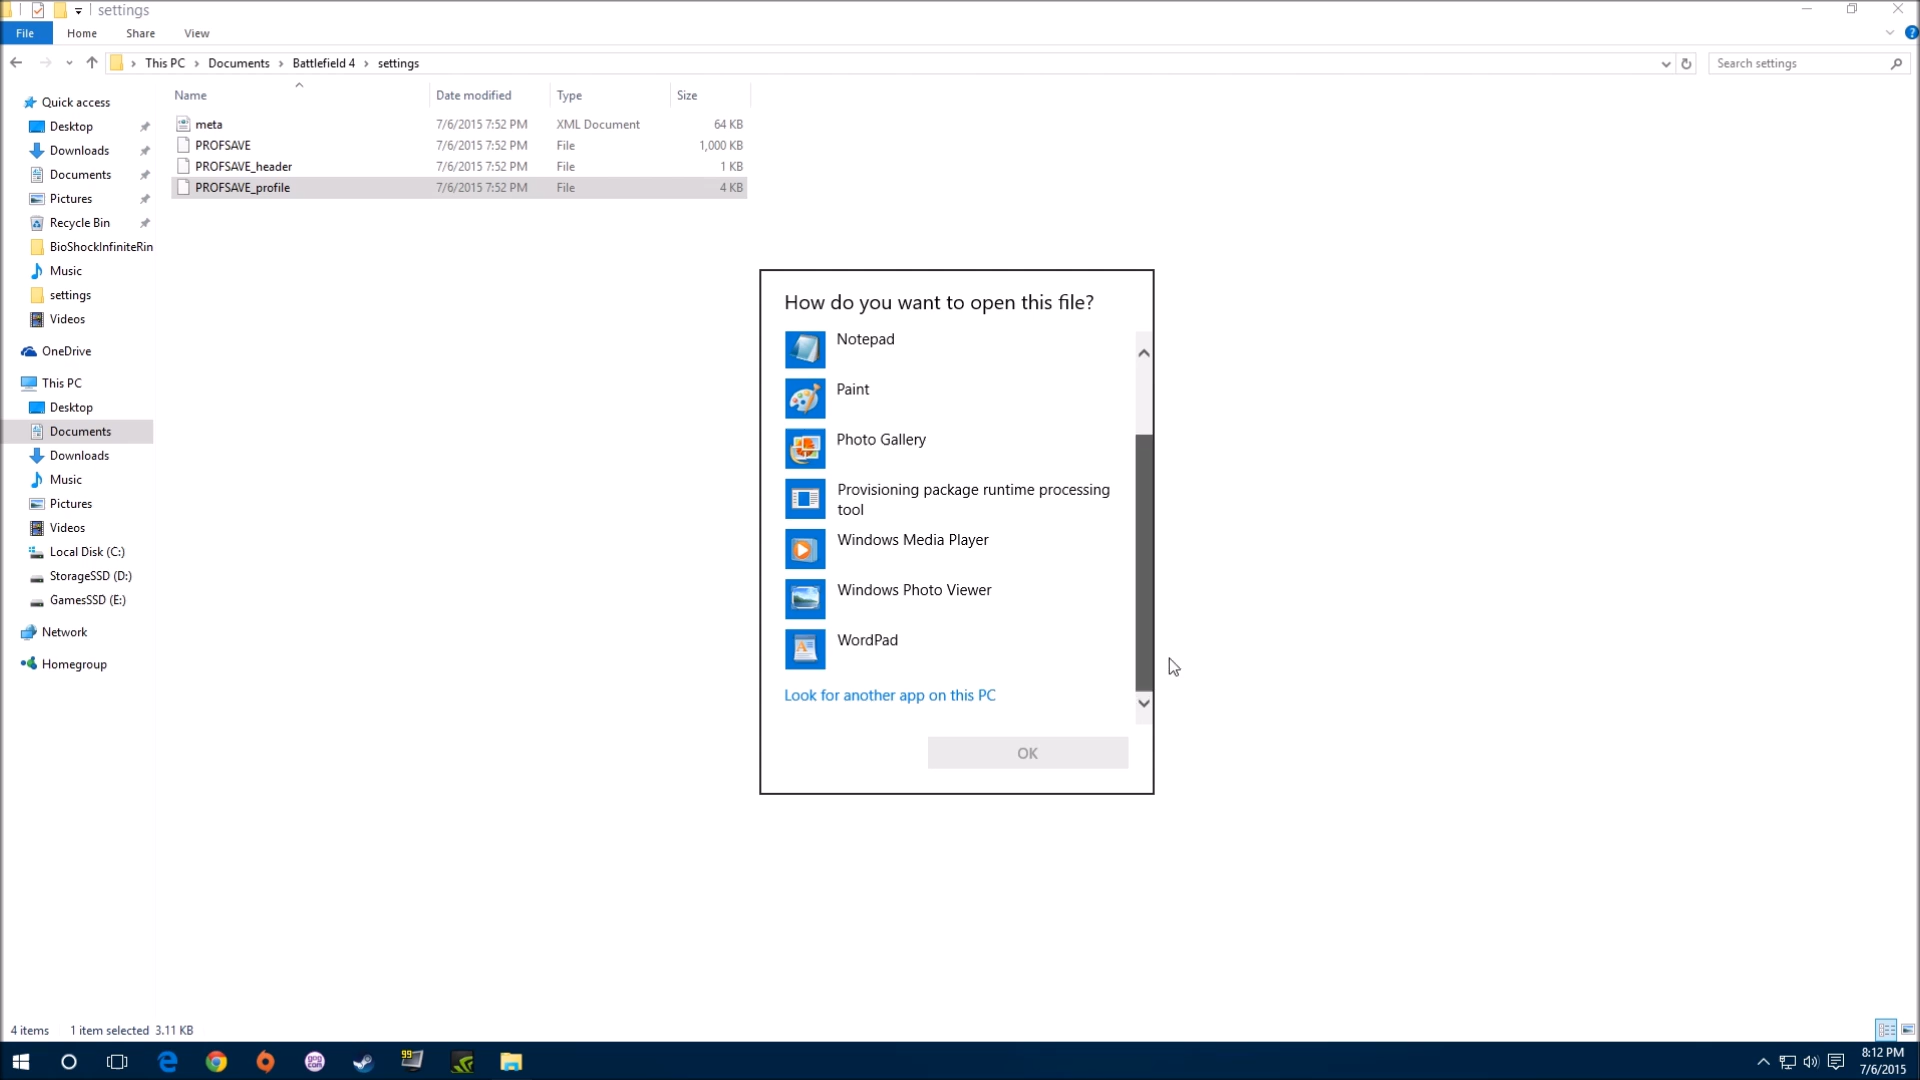 settings
File Home Share View
This PC Documents Battlefield 4 settings
Search settings
Name Date modified Type Size
meta 7/6/2015 7:52 PM XML Document 64 KB
PROFSAVE 7/6/2015 7:52 PM File 1,000 KB
PROFSAVE_header 7/6/2015 7:52 PM File 1 KB
PROFSAVE_profile 7/6/2015 7:52 PM File 4 KB
Quick access
Desktop
Downloads
Documents
Pictures
Recycle Bin
BioShockInfiniteRin
Music
settings
Videos
OneDrive
This PC
Desktop
Documents
Downloads
Music
Pictures
Videos
Local Disk (C:)
StorageSSD (D:)
GamesSSD (E:)
Network
Homegroup
How do you want to open this file?
Notepad
Paint
Photo Gallery
Provisioning package runtime processing
tool
Windows Media Player
Windows Photo Viewer
WordPad
Look for another app on this PC
OK
4 items 1 item selected 3.11 KB
gog
com
99
8:12 PM
7/6/2015